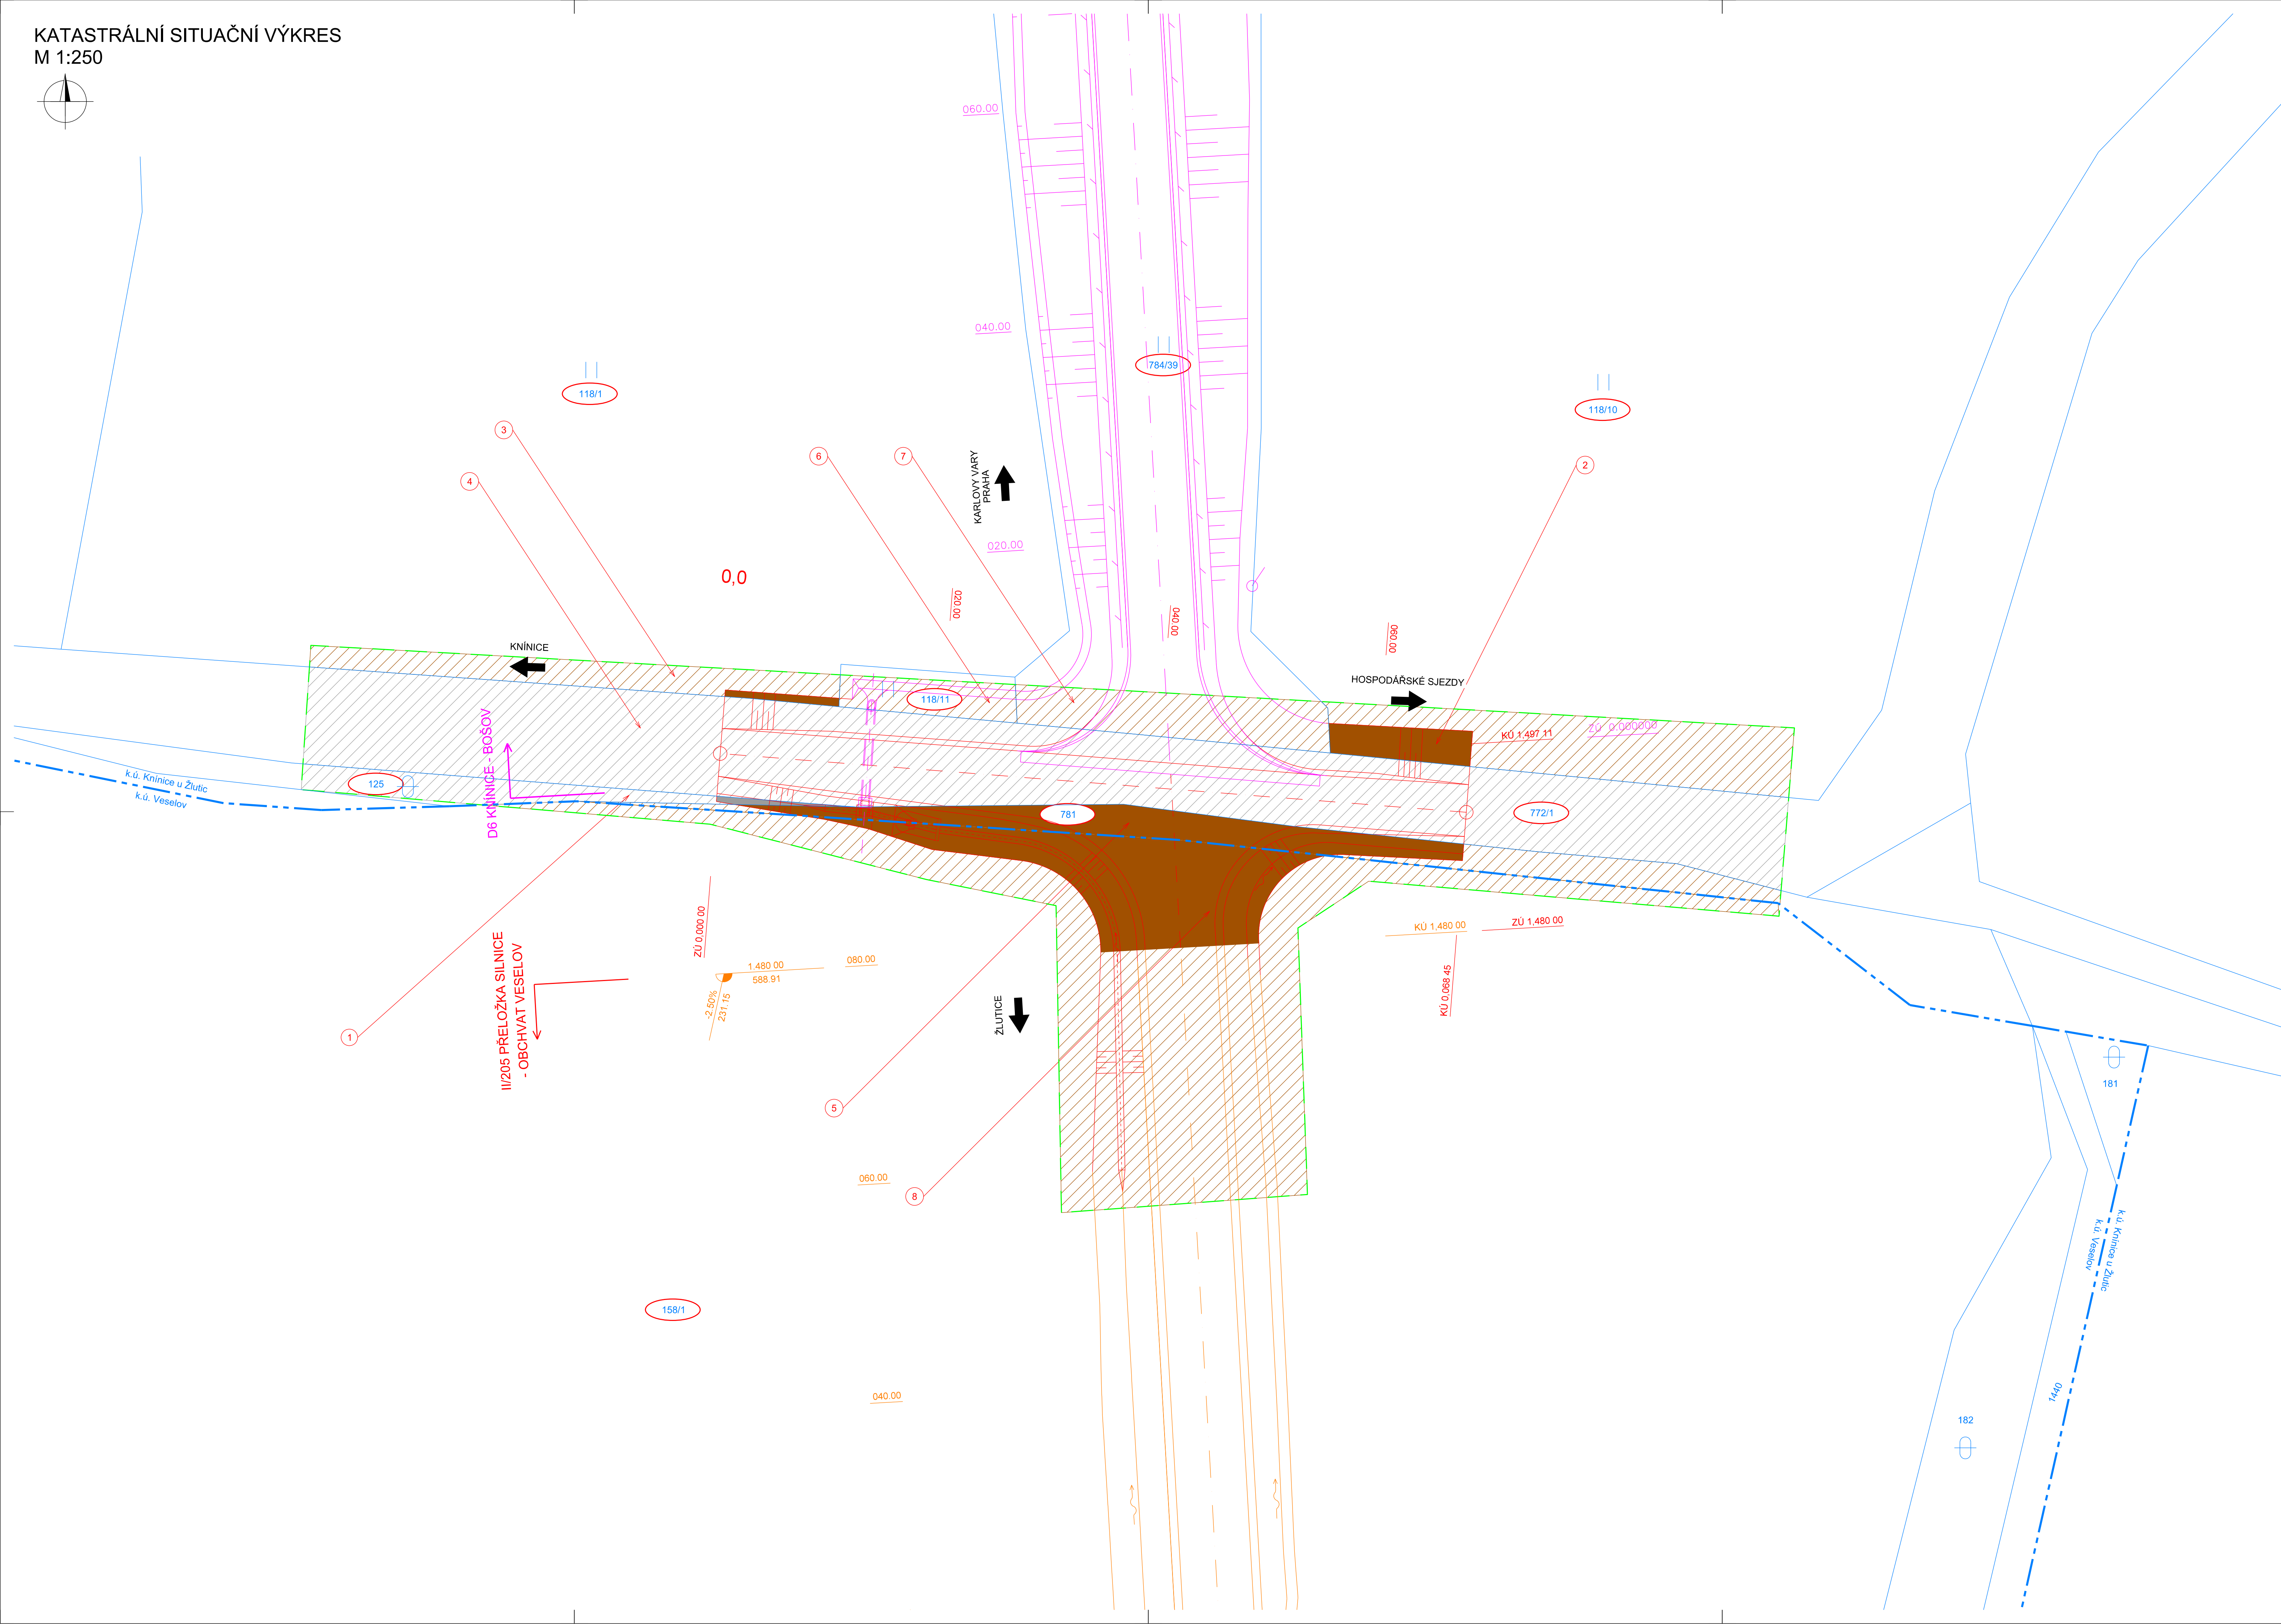 KATASTRÁLNÍ SITUAČNÍ VÝKRES
M 1:250
060.00
040.00
784/39
118/1
118/10
3
6
7
2
4
KARLOVY VARY
PRAHA
020.00
0,0
020.00
040.00
060.00
KNÍNICE
HOSPODÁŘSKÉ SJEZDY
118/11
KÚ 1.497 11
ZÚ 0.000000
k.ú. Knínice u Žlutic
k.ú. Veselov
125
D6 KNÍNICE - BOŠOV
781
772/1
ZÚ 0.000 00
KÚ 1.480 00
ZÚ 1.480 00
II/205 PŘELOŽKA SILNICE
- OBCHVAT VESELOV
1.480 00
588.91
080.00
-2.50%
231.15
KÚ 0.068 45
ŽLUTICE
1
5
181
060.00
8
k.ú. Knínice u Žlutic
k.ú. Veselov
158/1
040.00
1440
182